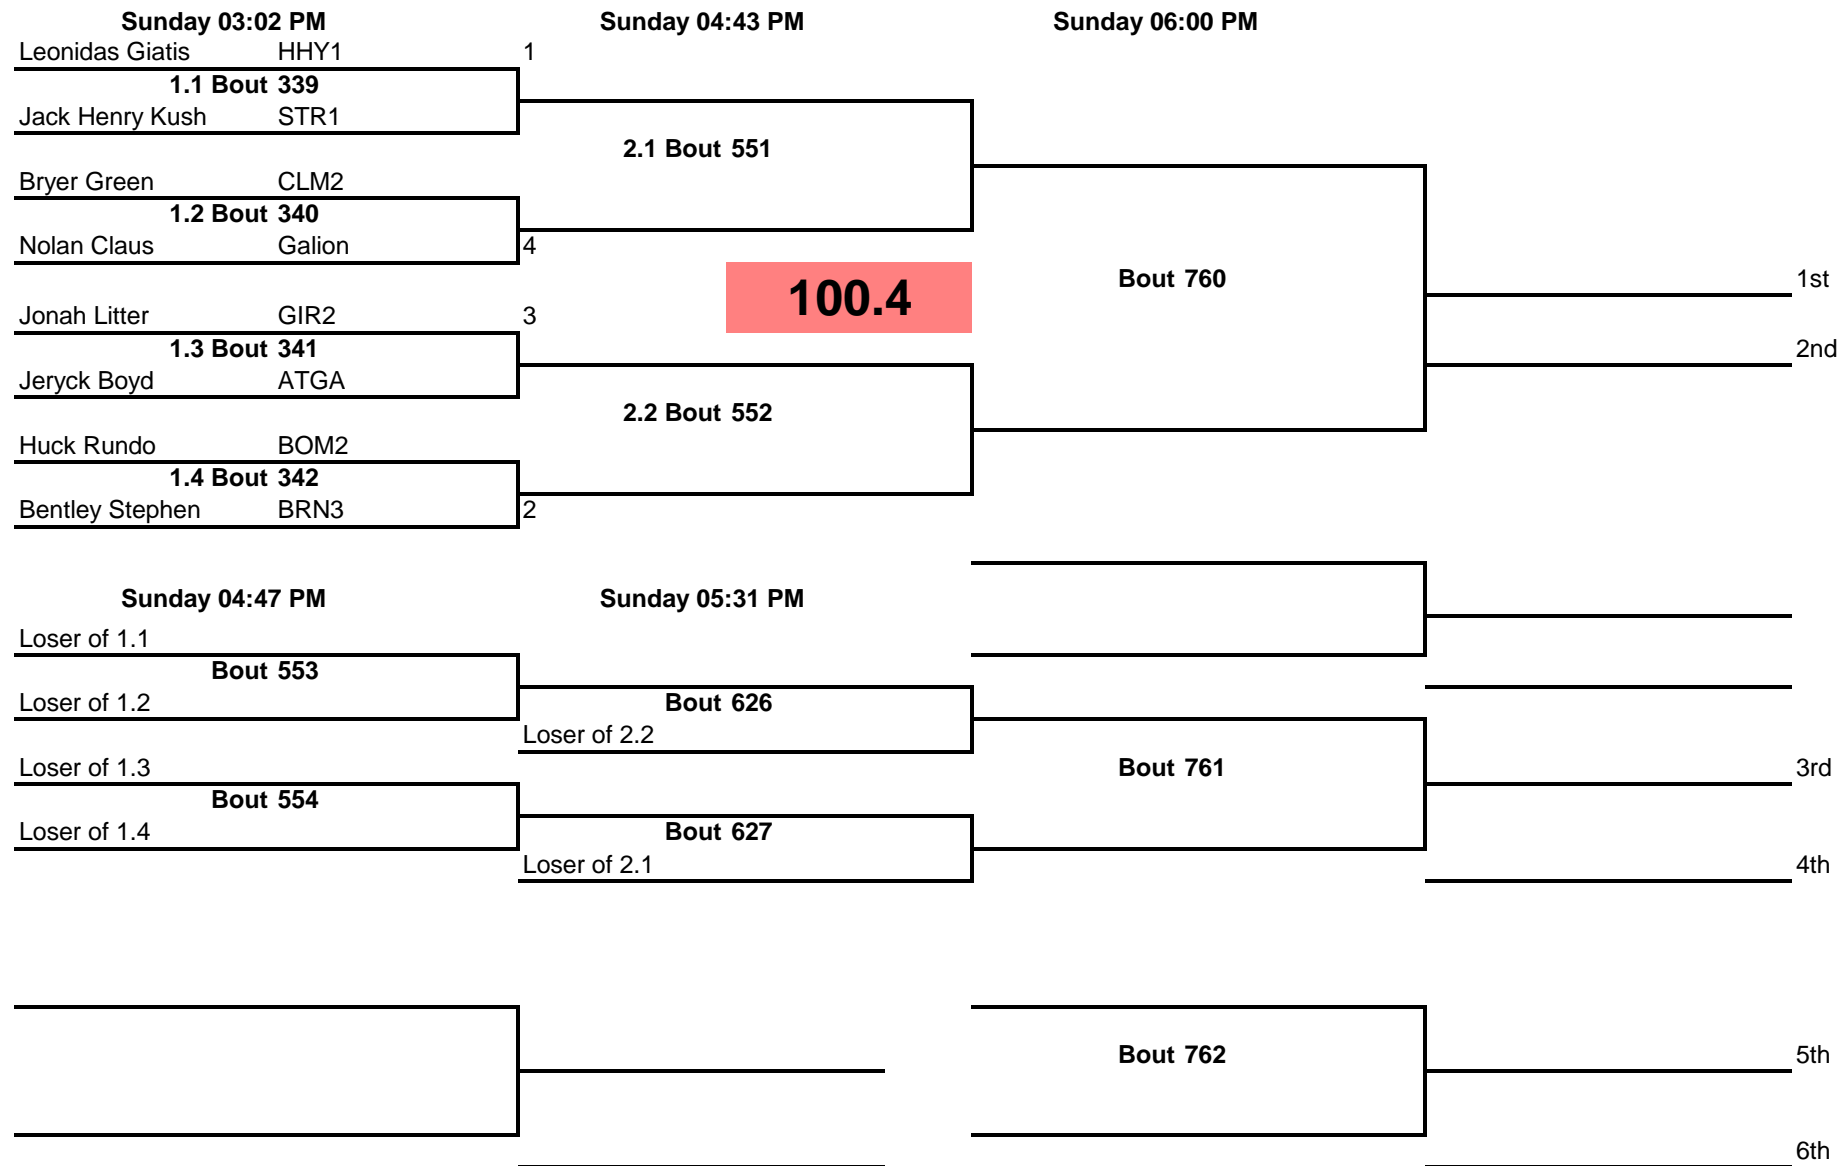 Sunday 03:02 PM Sunday 04:43 PM Sunday 06:00 PM
Leonidas Giatis HHY1 1
1.1 Bout 339
Jack Henry Kush STR1
2.1 Bout 551
Bryer Green CLM2
1.2 Bout 340
Nolan Claus Galion 4
Bout 760 1st
100.4
Jonah Litter GIR2 3
1.3 Bout 341 2nd
Jeryck Boyd ATGA
2.2 Bout 552
Huck Rundo BOM2
1.4 Bout 342
Bentley Stephen BRN3 2
Sunday 04:47 PM Sunday 05:31 PM
Loser of 1.1
Bout 553
Loser of 1.2 Bout 626
Loser of 2.2
Loser of 1.3 Bout 761 3rd
Bout 554
Loser of 1.4 Bout 627
Loser of 2.1 4th
Bout 762 5th
6th